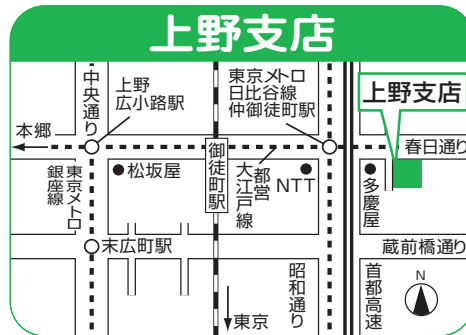 上野支店
中央通り
上野
広小路駅
東京メトロ
日比谷線
仲御徒町駅
上野支店
本郷
春日通り
御徒町駅
松坂屋
都営
大江戸線
NTT
多慶屋
東京メトロ
銀座線
末広町駅
蔵前橋通り
昭和通り
首都高速
N
東京